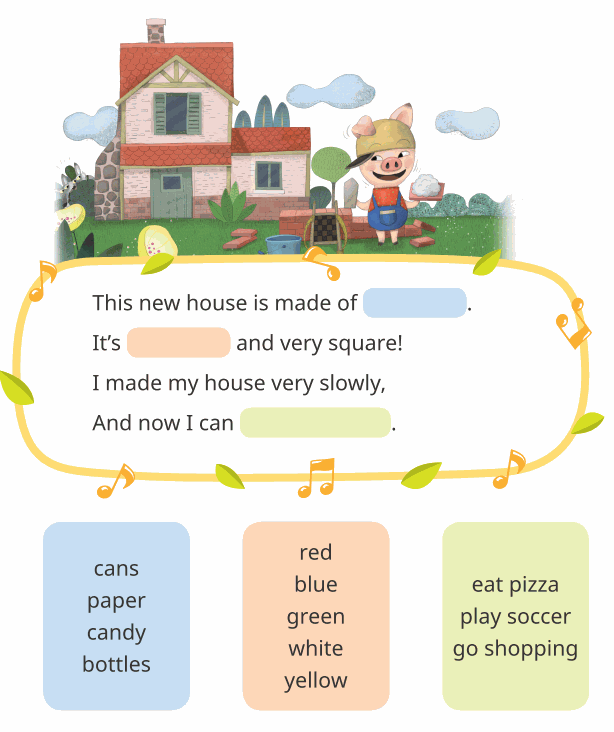 This new house is made of .
It's and very square!
I made my house very slowly,
And now I can .
cans
paper
candy
bottles
red
blue
green
white
yellow
eat pizza
play soccer
go shopping